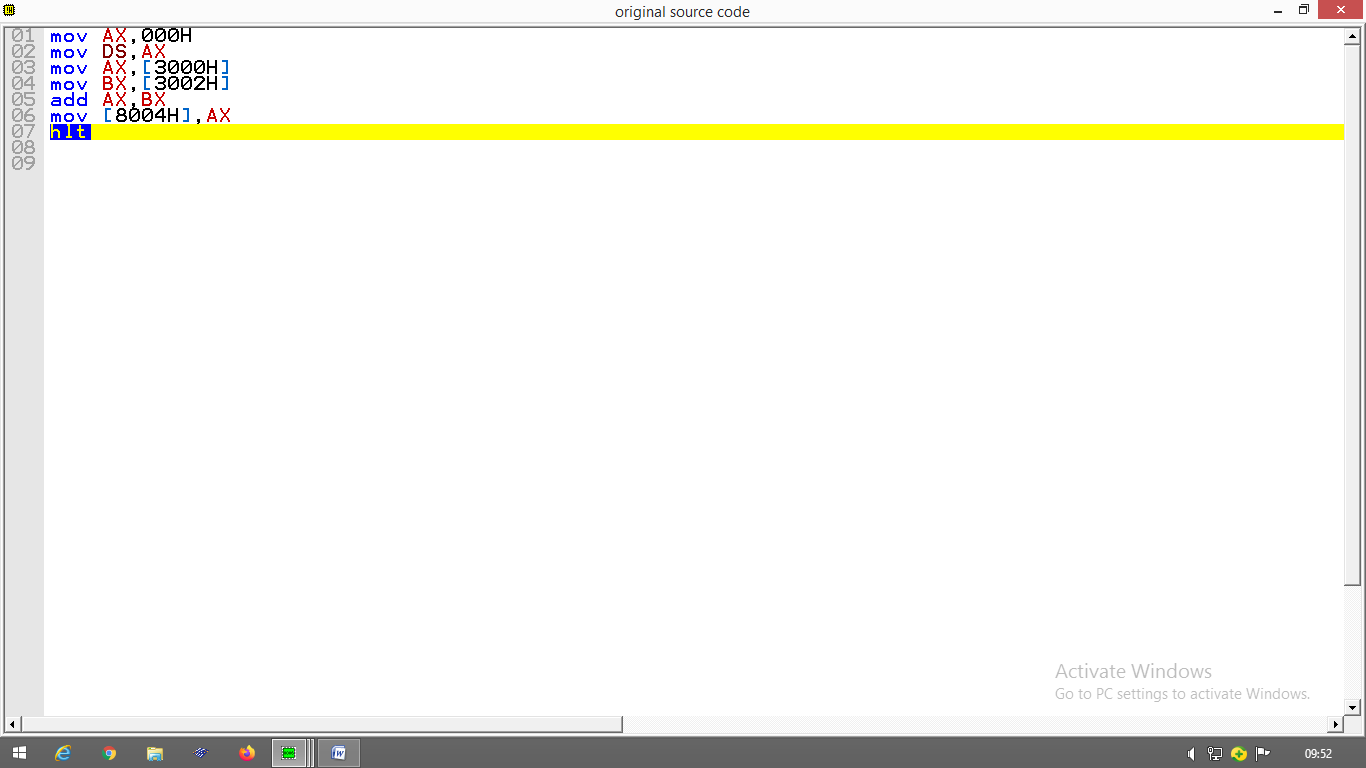 original source code
01 mov AX,000H
02 mov DS,AX
03 mov AX,[3000H]
04 mov BX,[3002H]
05 add AX,BX
06 mov [8004H],AX
07 hlt
08
09
Activate Windows
Go to PC settings to activate Windows.
09:52